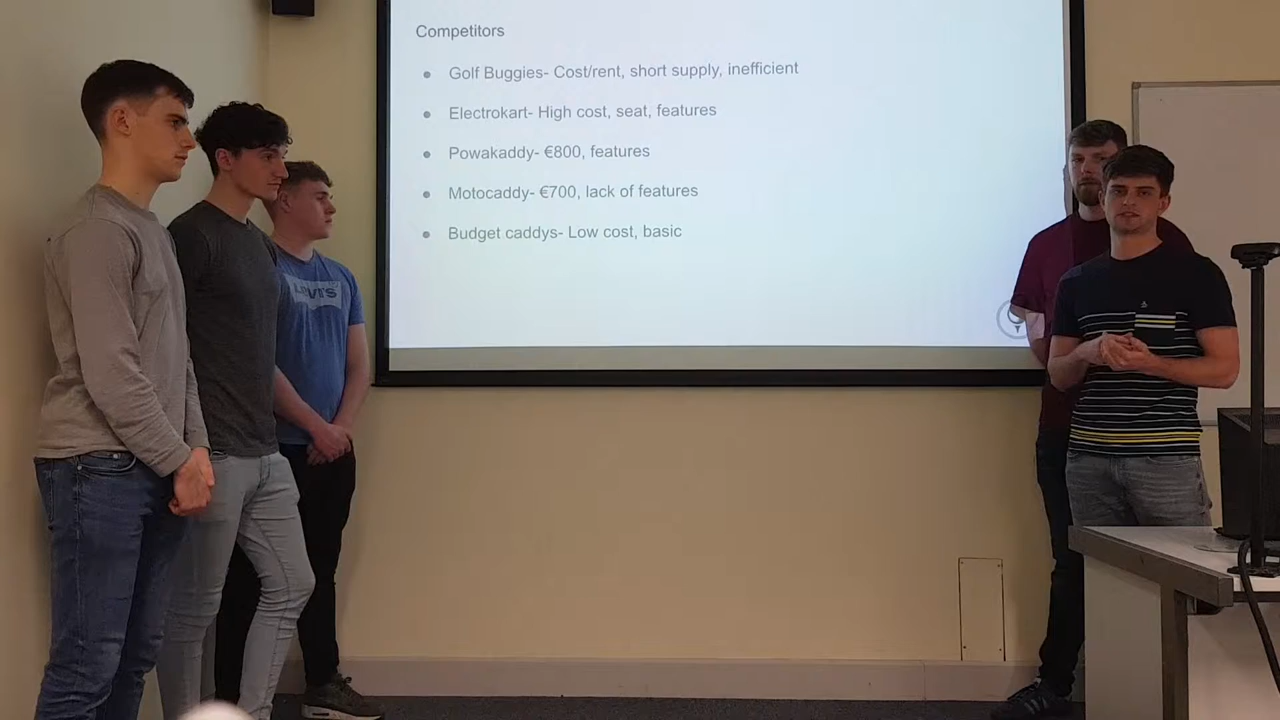 Competitors
Golf Buggies- Cost/rent, short supply, inefficient
Electrokart- High cost, seat, features
Powakaddy- €800, features
Motocaddy- €700, lack of features
Budget caddys- Low cost, basic
LEVI'S